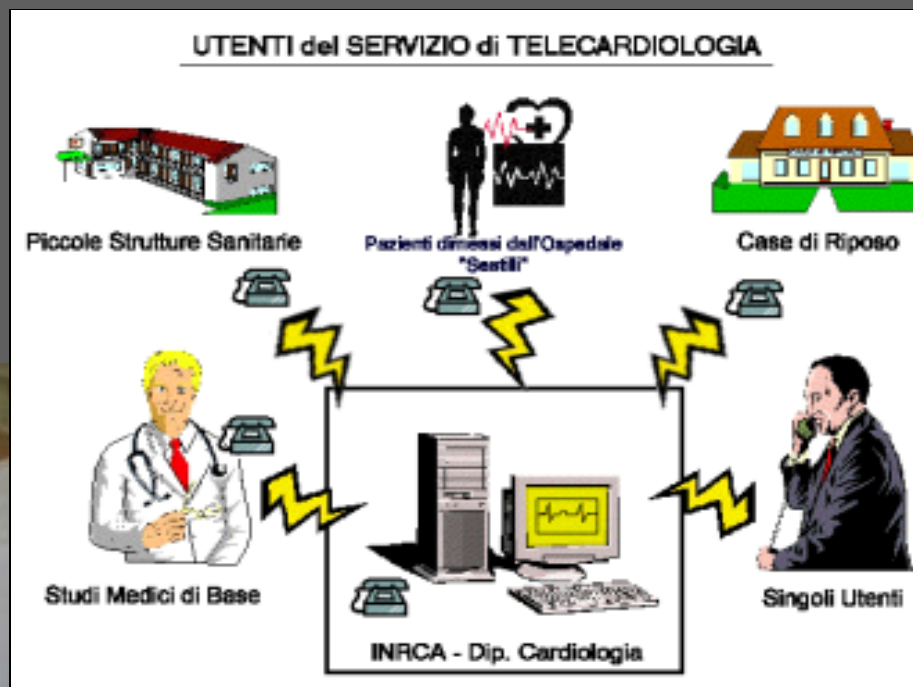 UTENTI del SERVIZIO di TELECARDIOLOGIA
Piccole Strutture Sanitarie
Pazienti dimessi dall'Ospedale
"Sestili"
Case di Riposo
Studi Medici di Base
Singoli Utenti
INRCA - Dip. Cardiologia